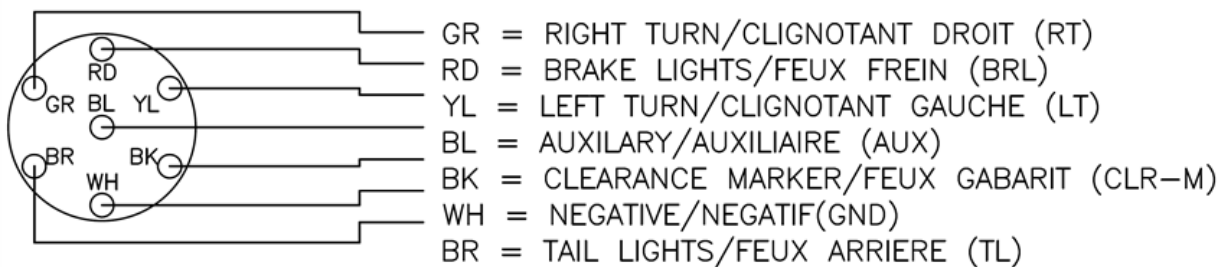 GR = RIGHT TURN/CLIGNOTANT DROIT (RT)
RD RD = BRAKE LIGHTS/FEUX FREIN (BRL)
GR BL YL YL = LEFT TURN/CLIGNOTANT GAUCHE (LT)
BL = AUXILARY/AUXILIAIRE (AUX)
BR BK BK = CLEARANCE MARKER/FEUX GABARIT (CLR-M)
WH WH = NEGATIVE/NEGATIF(GND)
BR = TAIL LIGHTS/FEUX ARRIERE (TL)